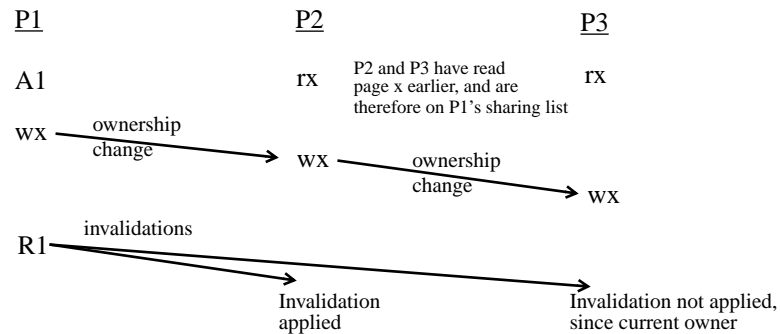 P1 P2 P3
A1 rx P2 and P3 have read rx
page x earlier, and are
therefore on P1's sharing list
wx ownership
change
wx ownership
change
wx
invalidations
R1
Invalidation Invalidation not applied,
applied since current owner